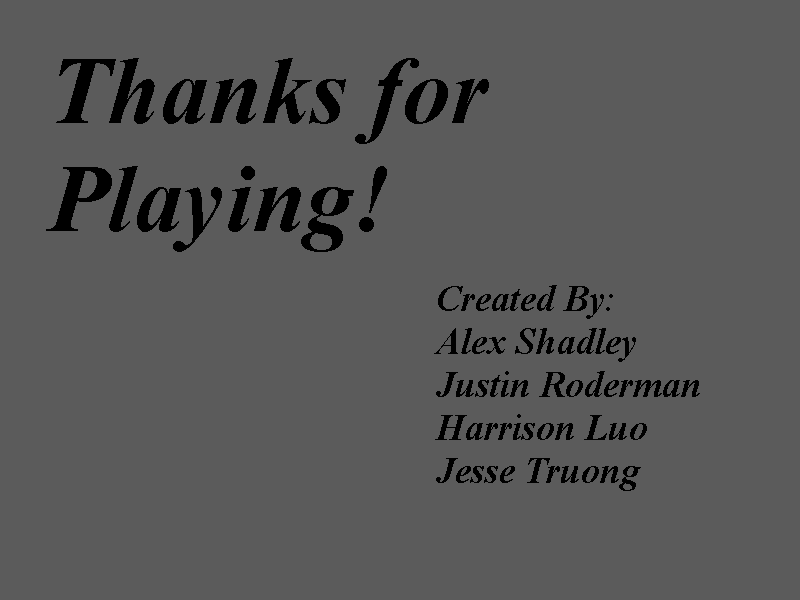 Thanks for
Playing!
Created By:
Alex Shadley
Justin Roderman
Harrison Luo
Jesse Truong